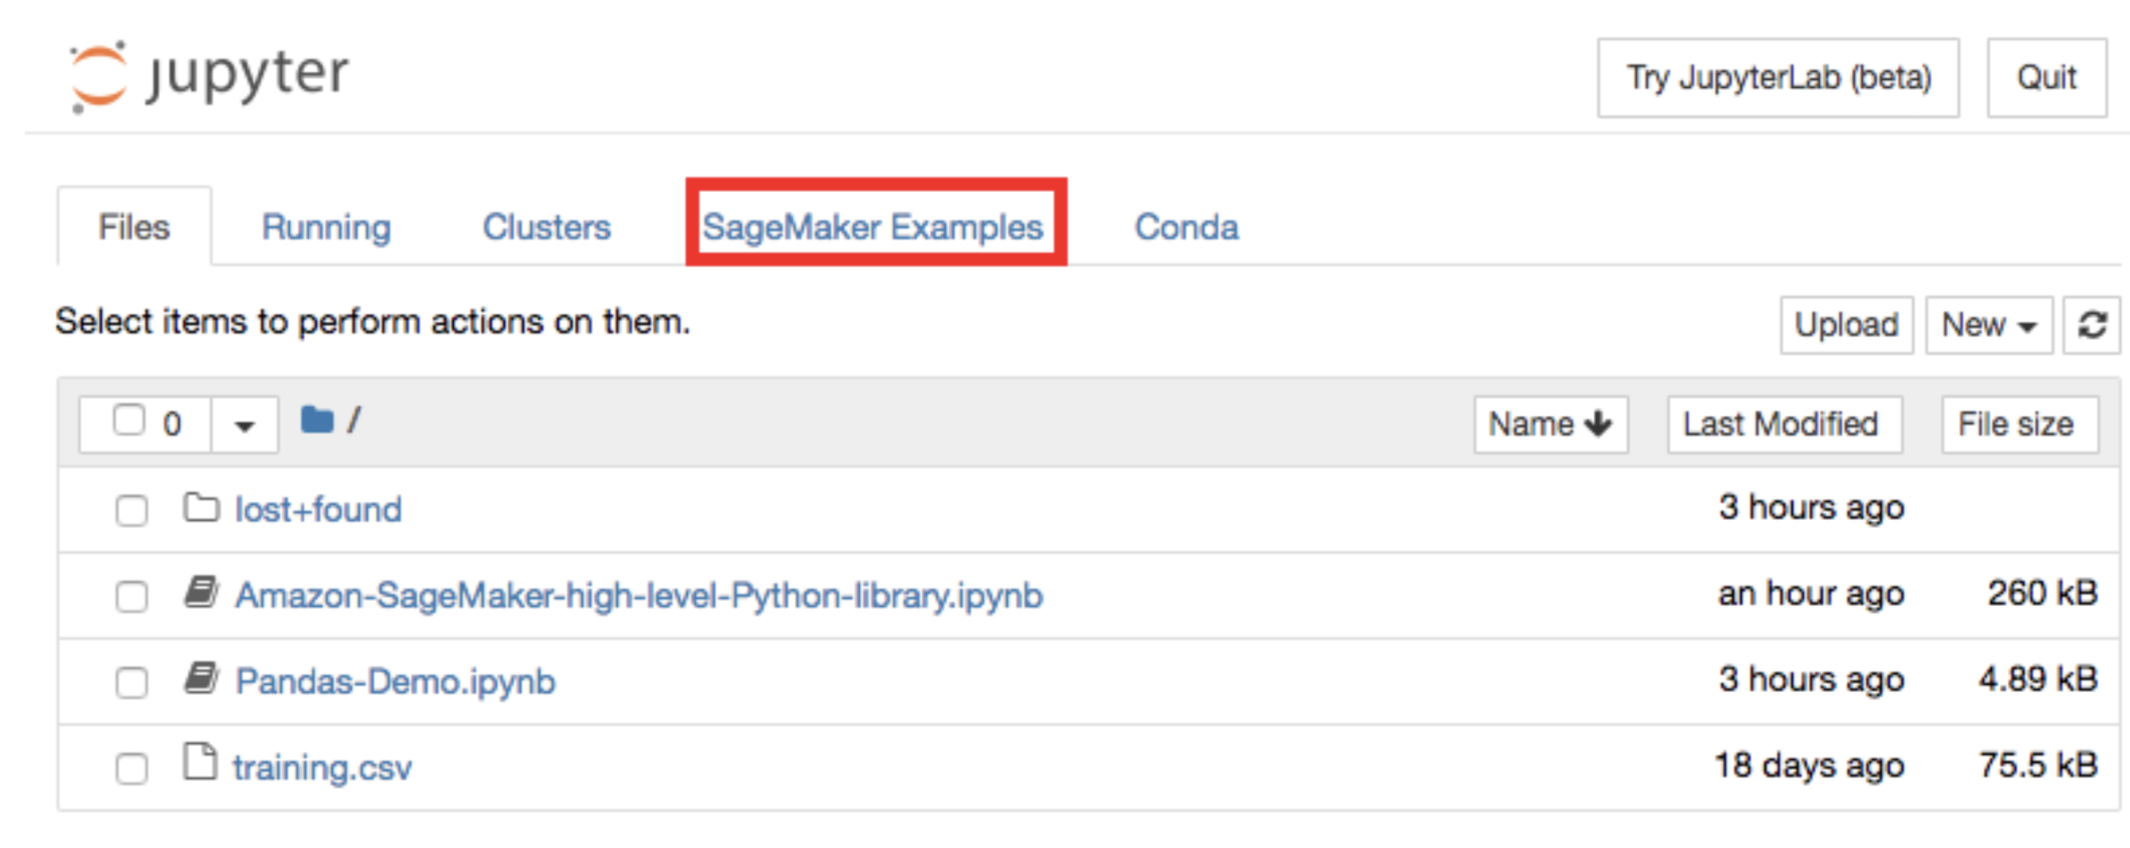 jupyter Try JupyterLab (beta) Quit
Files Running Clusters SageMaker Examples Conda
Select items to perform actions on them. Upload New
0 / Name Last Modified File size
lost+found 3 hours ago
Amazon-SageMaker-high-level-Python-library.ipynb an hour ago 260 kB
Pandas-Demo.ipynb 3 hours ago 4.89 kB
training.csv 18 days ago 75.5 kB